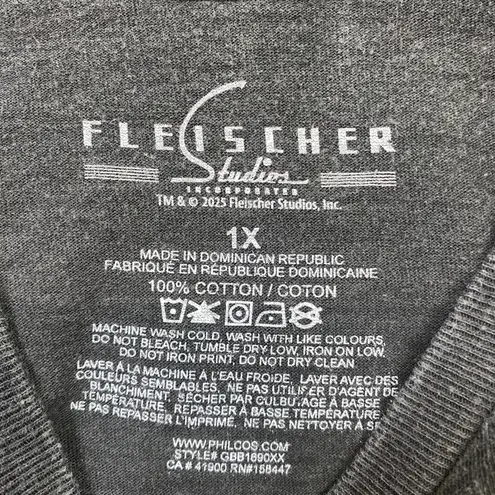 FLEISCHER
Studios
INCORPORATED
TM & © 2025 Fleischer Studios, Inc.
1X
MADE IN DOMINICAN REPUBLIC
FABRIQUÉ EN RÉPUBLIQUE DOMINICAINE
100% COTTON / COTON
MACHINE WASH COLD, WASH WITH LIKE COLOURS,
DO NOT BLEACH, TUMBLE DRY LOW, IRON ON LOW.
DO NOT IRON PRINT, DO NOT DRY CLEAN
LAVER À LA MACHINE À L'EAU FROIDE, LAVER AVEC DES
COULEURS SEMBLABLES. NE PAS UTILISER D'AGENT DE
BLANCHIMENT. SÉCHER PAR CULBUTAGE À BASSE
TEMPÉRATURE. REPASSER À BASSE TEMPÉRATURE,
NE PAS REPASSER L'IMPRIMÉ. NE PAS NETTOYER À
WWW.PHILCOS.COM
STYLE# GBB1690XX
CA# 41900 RN#158447